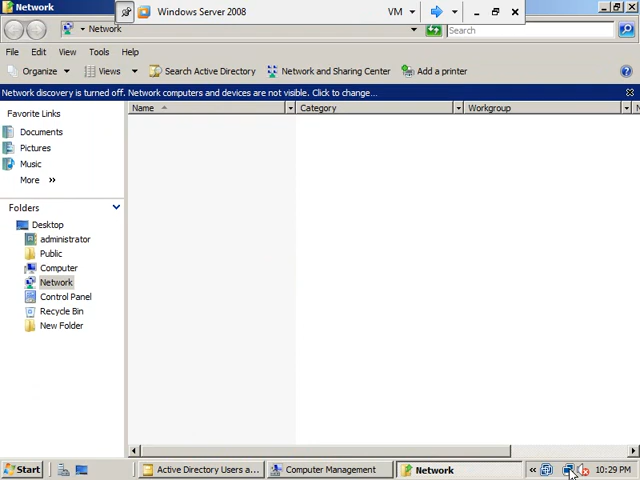 Network
Windows Server 2008
VM
Network
Search
File Edit View Tools Help
Organize Views Search Active Directory Network and Sharing Center Add a printer
Network discovery is turned off. Network computers and devices are not visible. Click to change...
Favorite Links
Name Category Workgroup N
Documents
Pictures
Music
More »
Folders
Desktop
administrator
Public
Computer
Network
Control Panel
Recycle Bin
New Folder
Start Active Directory Users a... Computer Management Network « 10:29 PM